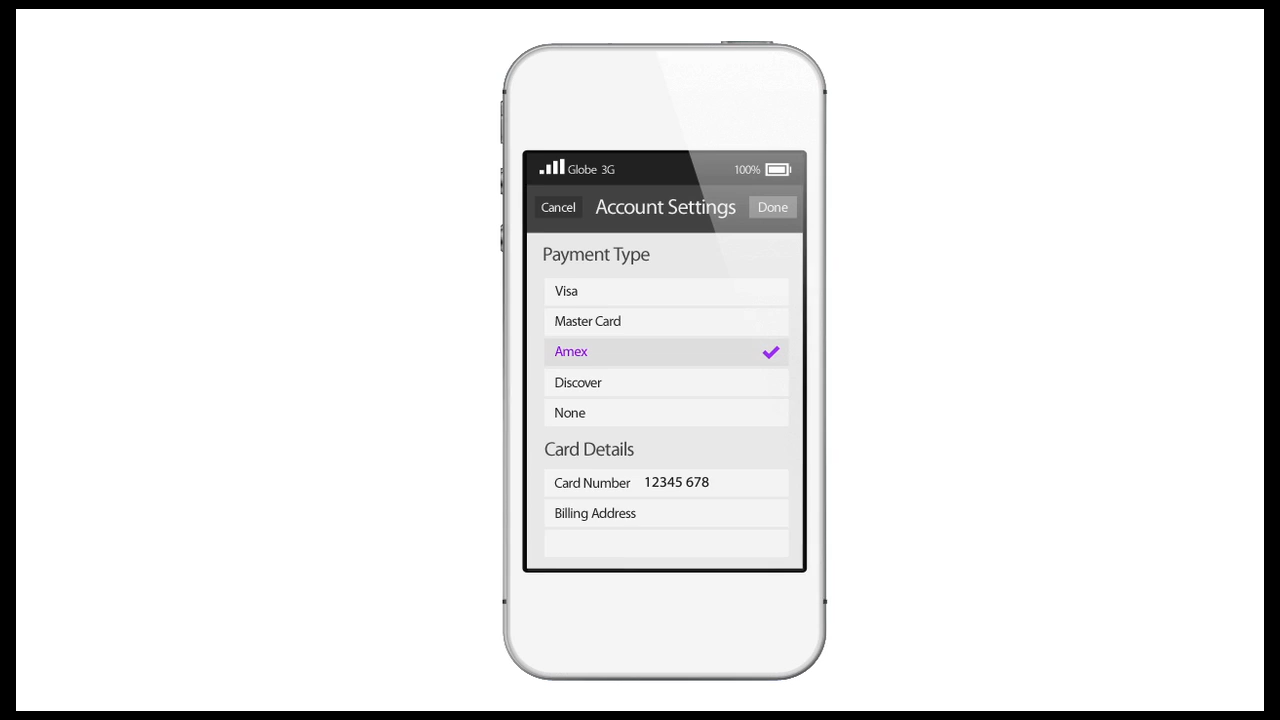 Globe 3G 100%
Cancel Account Settings Done
Payment Type
Visa
Master Card
Amex
Discover
None
Card Details
Card Number 12345 678
Billing Address